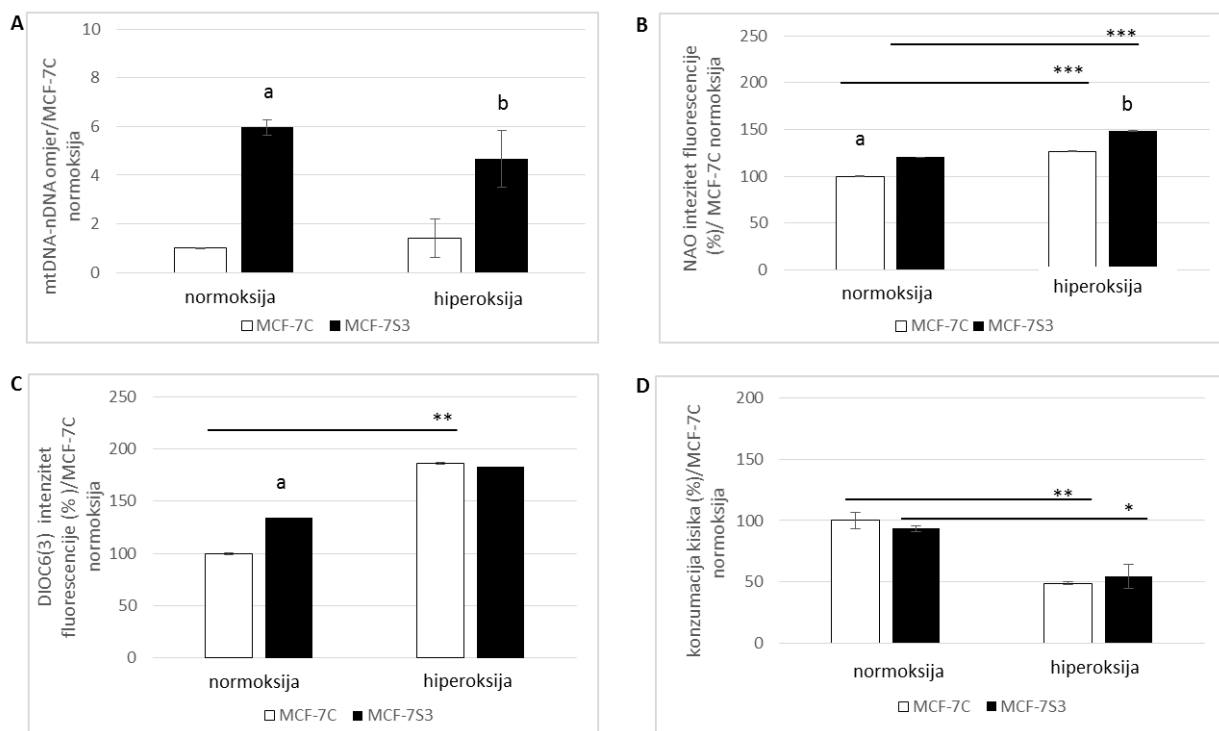 A
mtDNA-nDNA omjer/MCF-7C
normoksija
10
8
6
4
2
0
a
b
normoksija
hiperoksija
MCF-7C
MCF-7S3
B
NAO intezitet fluorescencije
(%)/ MCF-7C normoksija
250
200
150
100
50
0
***
***
b
a
normoksija
hiperoksija
MCF-7C
MCF-7S3
C
DIOC6(3) intenzitet
fluorescencije (% )/MCF-7C
normoksija
250
200
150
100
50
0
**
a
normoksija
hiperoksija
MCF-7C
MCF-7S3
D
konzumacija kisika (%)/MCF-7C
normoksija
200
150
100
50
0
**
*
normoksija
hiperoksija
MCF-7C
MCF-7S3